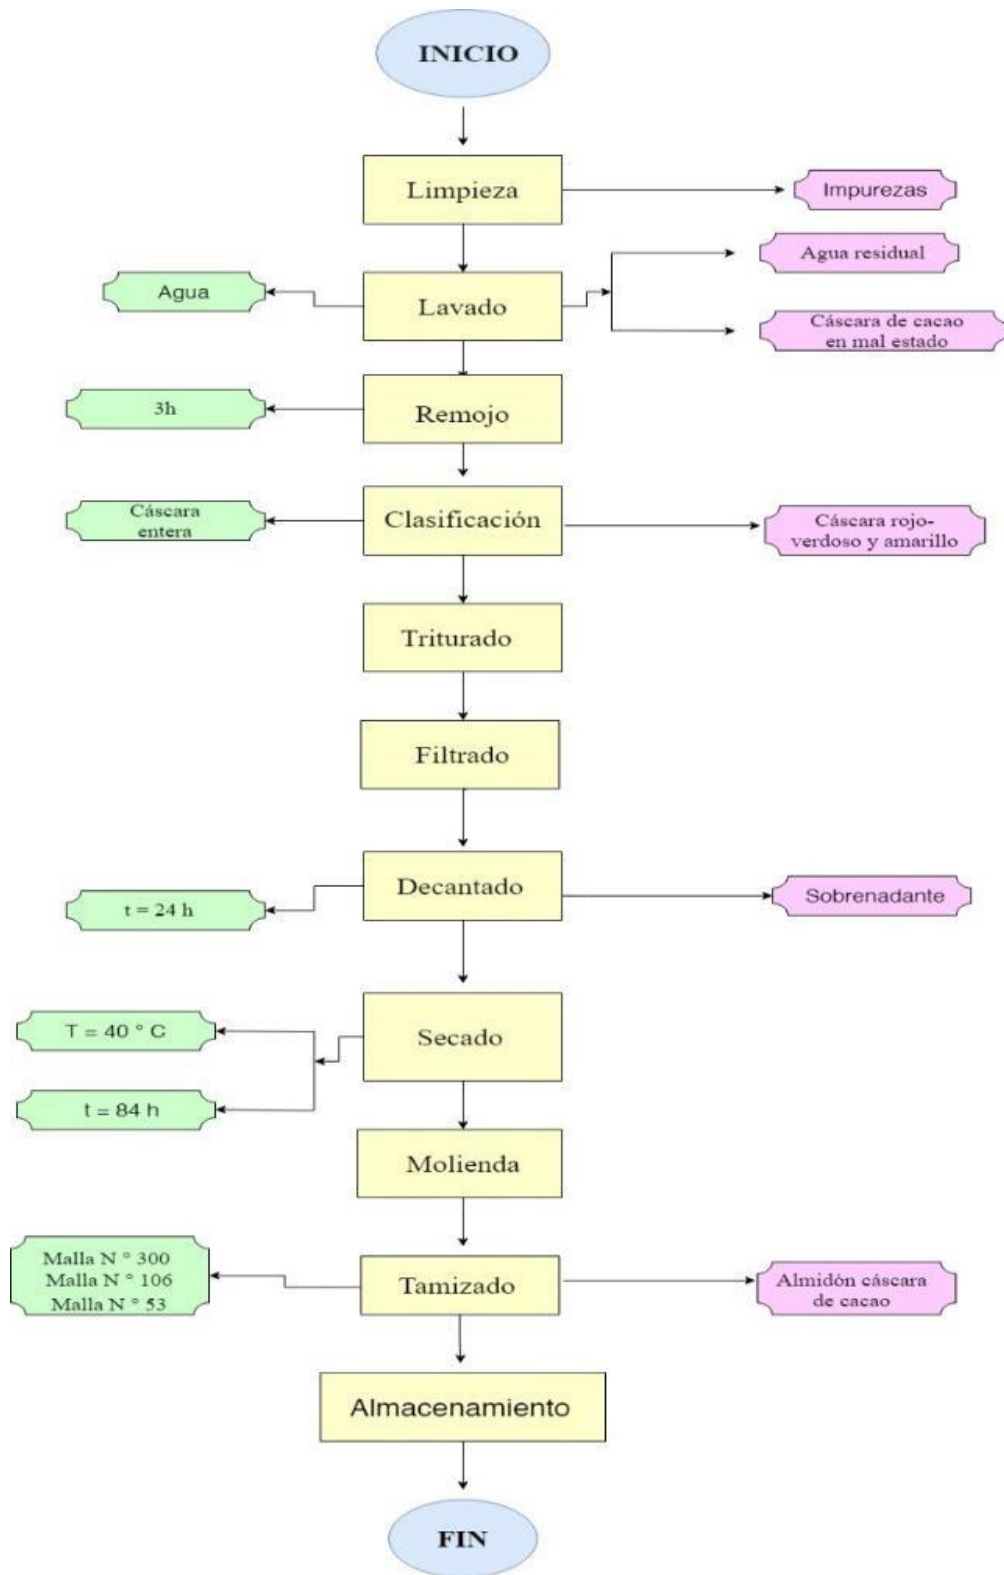 INICIO
Limpieza
Impurezas
Agua residual
Agua
Lavado
Cáscara de cacao
en mal estado
3h
Remojo
Cáscara
entera
Clasificación
Cáscara rojo-
verdoso y amarillo
Triturado
Filtrado
Decantado
t = 24 h
Sobrenadante
T = 40 ° C
Secado
t = 84 h
Molienda
Malla N ° 300
Malla N ° 106
Malla N ° 53
Tamizado
Almidón cáscara
de cacao
Almacenamiento
FIN